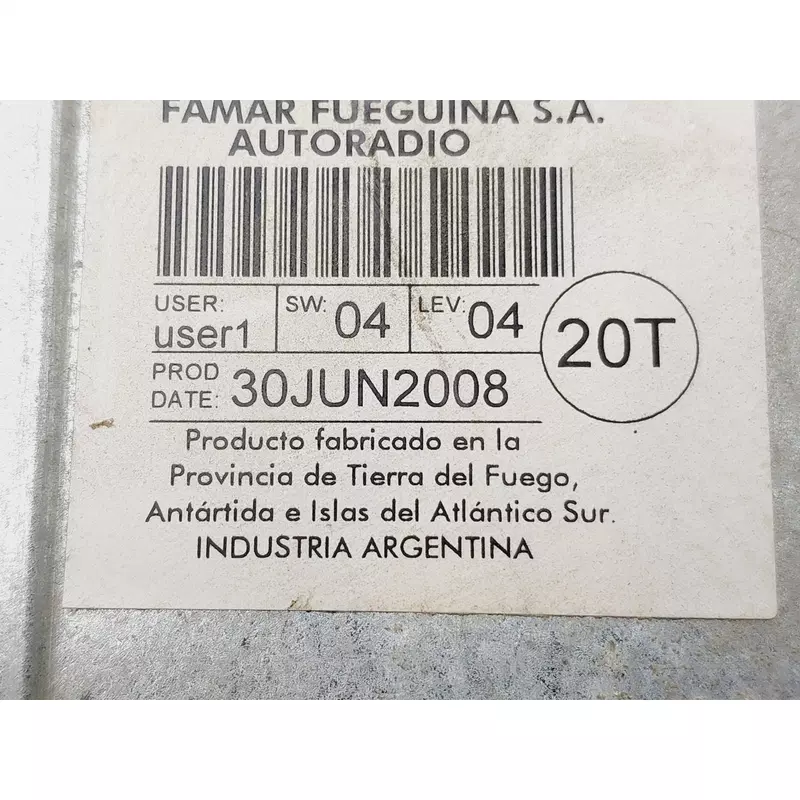 FAMAR FUEGUINA S.A.
AUTORADIO
USER: SW: 04 LEV: 04
user1
20T
PROD
DATE: 30JUN2008
Producto fabricado en la
Provincia de Tierra del Fuego,
Antártida e Islas del Atlántico Sur.
INDUSTRIA ARGENTINA